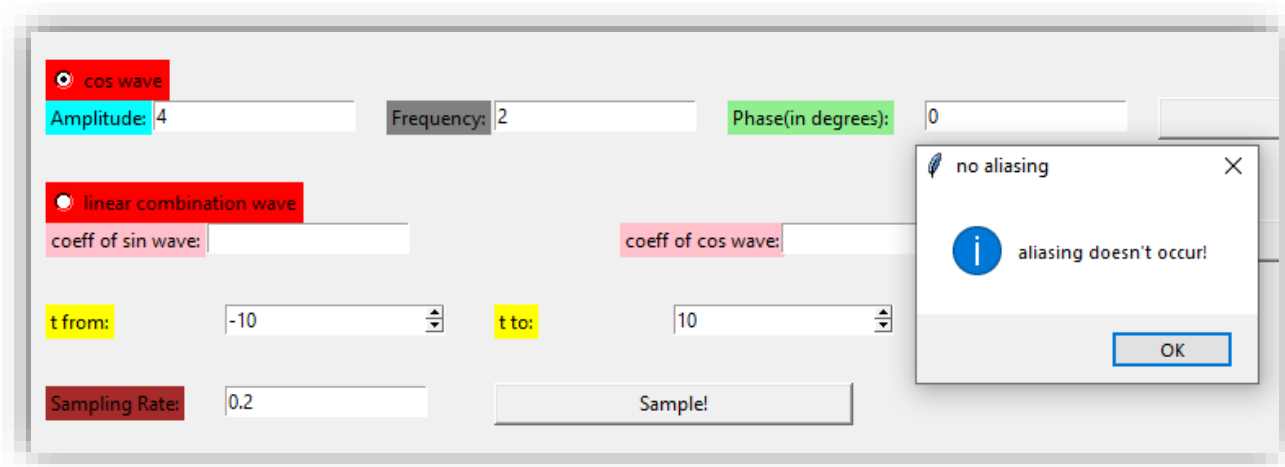 cos wave
Amplitude: 4 Frequency: 2 Phase(in degrees): 0
no aliasing
linear combination wave
coeff of sin wave: coeff of cos wave:
aliasing doesn't occur!
t from: -10 t to: 10
OK
Sampling Rate: 0.2 Sample!